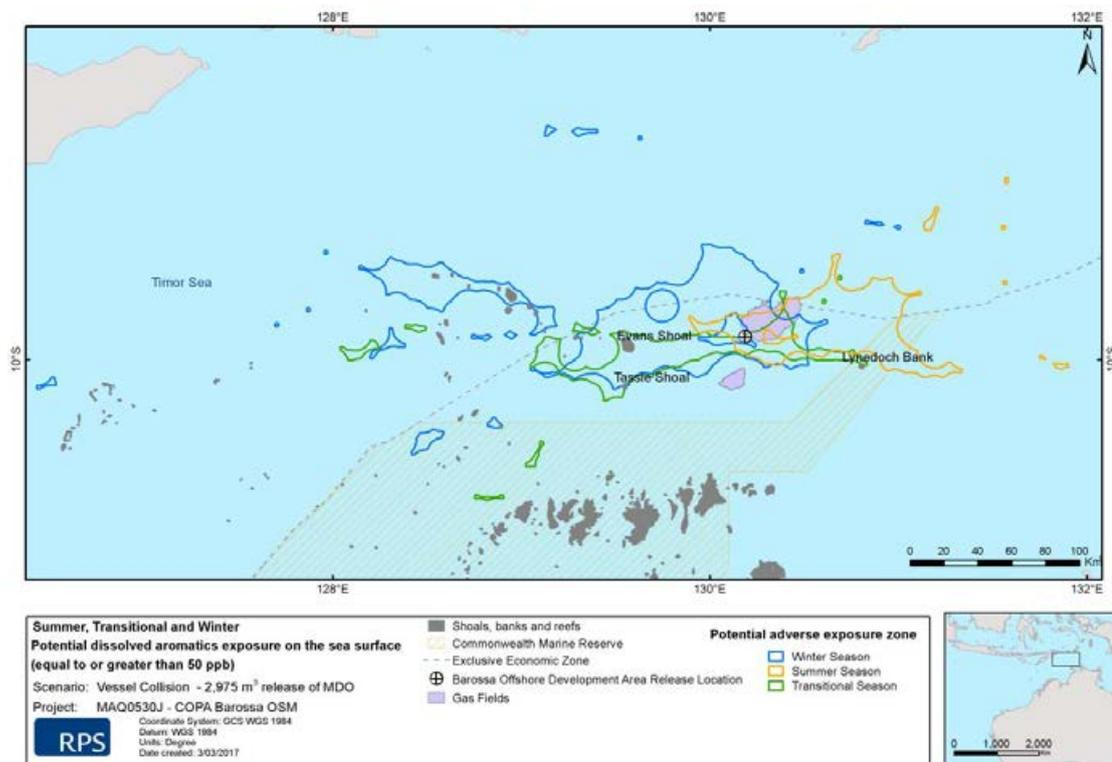 128°E 130°E 132°E
N
Timor Sea
Evans Shoal
10°S Lynedoch Bank 10°S
Tassie Shoal
0 20 40 60 80 100
Km
128°E 130°E 132°E
Summer, Transitional and Winter
Potential dissolved aromatics exposure on the sea surface
(equal to or greater than 50 ppb)
Scenario: Vessel Collision - 2,975 m³ release of MDO
Project: MAQ0530J - COPA Barossa OSM
RPS
Coordinate System: GCS WGS 1984
Datum: WGS 1984
Units: Degree
Date created: 3/03/2017
Shoals, banks and reefs
Commonwealth Marine Reserve
Exclusive Economic Zone
Barossa Offshore Development Area Release Location
Gas Fields
Potential adverse exposure zone
Winter Season
Summer Season
Transitional Season
0 1,000 2,000
Km